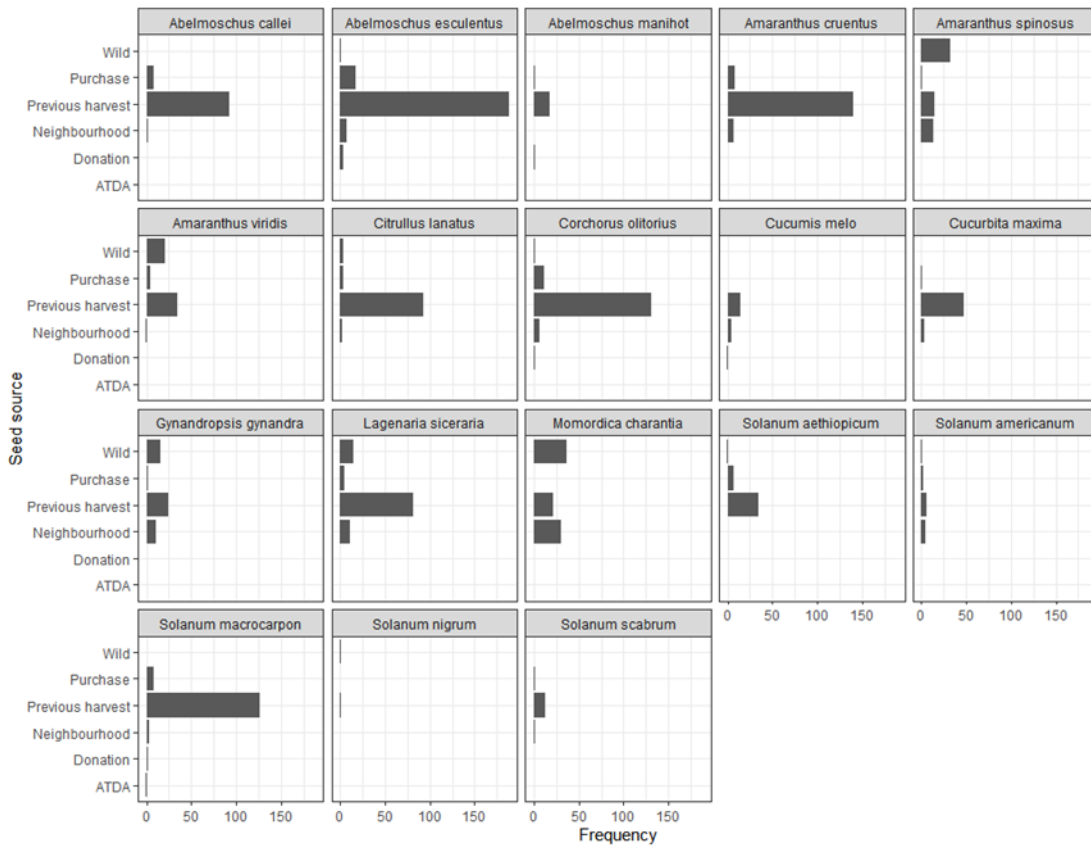 Abelmoschus callei Abelmoschus esculentus Abelmoschus manihot Amaranthus cruentus Amaranthus spinosus
Wild
Purchase
Previous harvest
Neighbourhood
Donation
ATDA
Amaranthus viridis Citrullus lanatus Corchorus olitorius Cucumis melo Cucurbita maxima
Wild
Purchase
Previous harvest
Neighbourhood
Donation
ATDA
Seed source
Gynandropsis gynandra Lagenaria siceraria Momordica charantia Solanum aethiopicum Solanum americanum
Wild
Purchase
Previous harvest
Neighbourhood
Donation
ATDA
0 50 100 150 0 50 100 150
Solanum macrocarpon Solanum nigrum Solanum scabrum
Wild
Purchase
Previous harvest
Neighbourhood
Donation
ATDA
0 50 100 150 0 50 100 150 0 50 100 150
Frequency